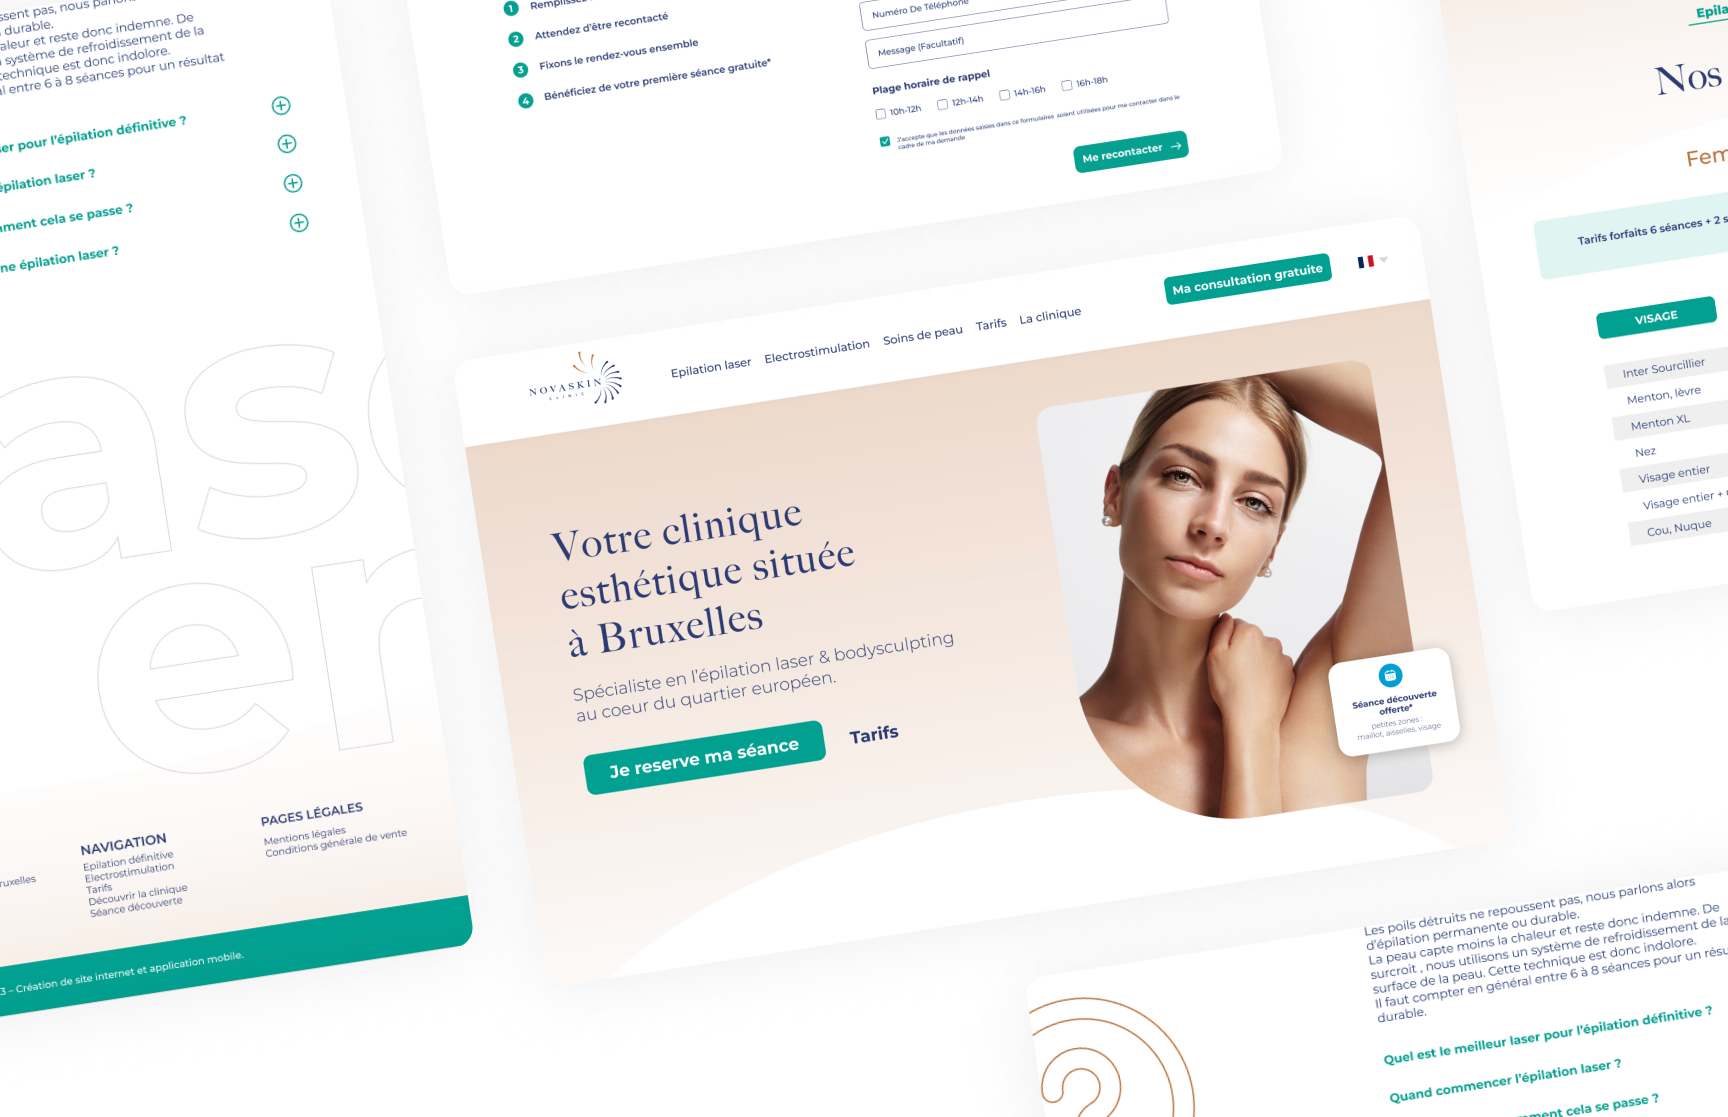 ssent pas, nous
durable.
aleur et reste donc indemne. De
système de refroidissement de la
technique est donc indolore.
al entre 6 à 8 séances pour un résultat
ser pour l'épilation définitive ?
épilation laser ?
mment cela se passe ?
ne épilation laser ?
ase
er
ruxelles
NAVIGATION
Epilation définitive
Electrostimulation
Tarifs
Découvrir la clinique
Séance découverte
PAGES LÉGALES
Mentions légales
Conditions générale de vente
3 – Création de site internet et application mobile.
1
2 Attendez d'être recontacté
3 Fixons le rendez-vous ensemble
4 Bénéficiez de votre première séance gratuite*
Numéro De Téléphone
Message (Facultatif)
Plage horaire de rappel
10h-12h 12h-14h 14h-16h 16h-18h
J'accepte que les données saisies dans ce formulaires soient utilisées pour me contacter dans le
cadre de ma demande
Me recontacter →
NOVASKIN
CLINIC
Epilation laser Electrostimulation Soins de peau Tarifs La clinique
Ma consultation gratuite
Votre clinique
esthétique située
à Bruxelles
Spécialiste en l'épilation laser & bodysculpting
au coeur du quartier européen.
Je reserve ma séance Tarifs
Séance découverte
offerte*
petites zones :
maillot, aisselles, visage
Epila
Nos
Fem
Tarifs forfaits 6 séances + 2 s
VISAGE
Inter Sourcillier
Menton, lèvre
Menton XL
Nez
Visage entier
Visage entier +
Cou, Nuque
Les poils détruits ne repoussent pas, nous parlons alors
d'épilation permanente ou durable.
La peau capte moins la chaleur et reste donc indemne. De
surcroit , nous utilisons un système de refroidissement de la
surface de la peau. Cette technique est donc indolore.
Il faut compter en général entre 6 à 8 séances pour un résu
durable.
Quel est le meilleur laser pour l'épilation définitive ?
Quand commencer l'épilation laser ?
mment cela se passe ?